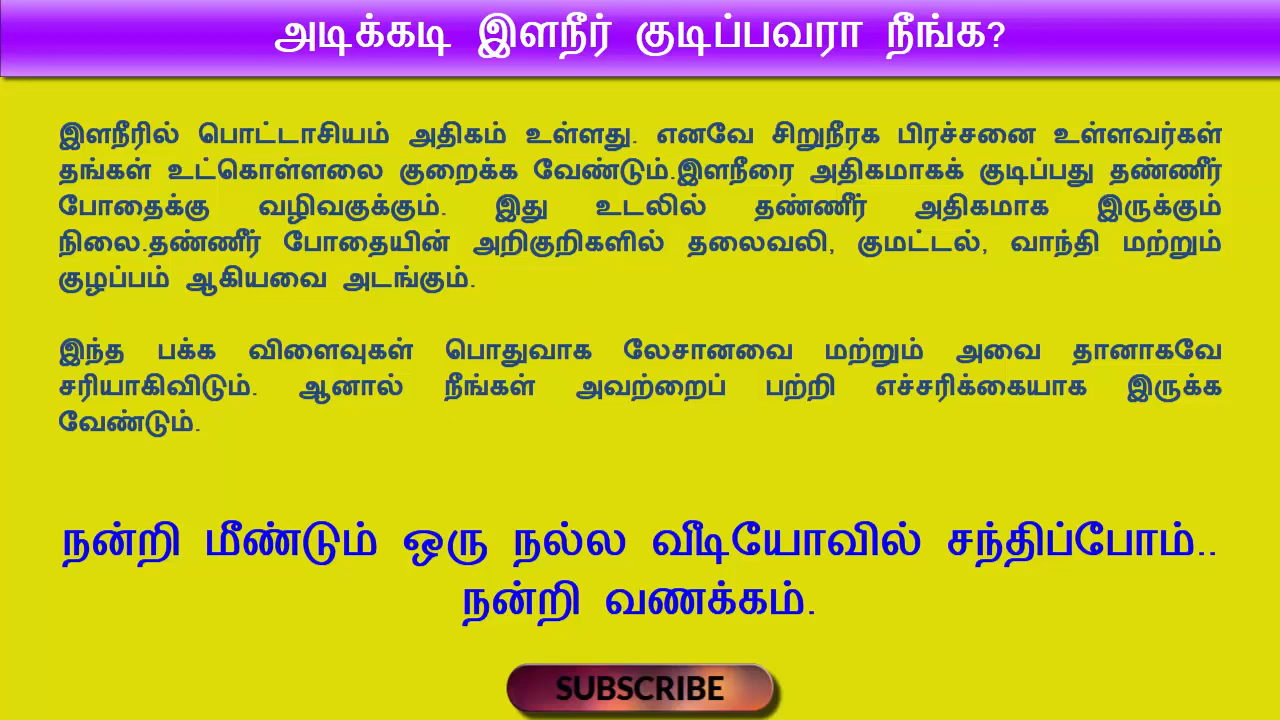 அடிக்கடி இளநீர் குடிப்பவரா நீங்க?
இளநீரில் பொட்டாசியம் அதிகம் உள்ளது. எனவே சிறுநீரக பிரச்சனை உள்ளவர்கள்
தங்கள் உட்கொள்ளலை குறைக்க வேண்டும்.இளநீரை அதிகமாகக் குடிப்பது தண்ணீர்
போதைக்கு வழிவகுக்கும். இது உடலில் தண்ணீர் அதிகமாக இருக்கும்
நிலை.தண்ணீர் போதையின் அறிகுறிகளில் தலைவலி, குமட்டல், வாந்தி மற்றும்
குழப்பம் ஆகியவை அடங்கும்.
இந்த பக்க விளைவுகள் பொதுவாக லேசானவை மற்றும் அவை தானாகவே
சரியாகிவிடும். ஆனால் நீங்கள் அவற்றைப் பற்றி எச்சரிக்கையாக இருக்க
வேண்டும்.
நன்றி மீண்டும் ஒரு நல்ல வீடியோவில் சந்திப்போம்..
நன்றி வணக்கம்.
SUBSCRIBE